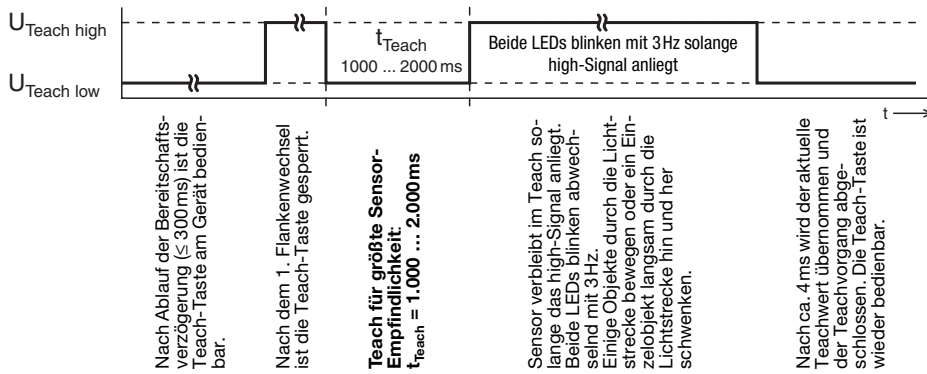 U Teach high
U Teach low
t Teach
1000 ... 2000 ms
Beide LEDs blinken mit 3 Hz solange
high-Signal anliegt
t
Nach Ablauf der Bereitschafts-
verzögerung (≤ 300 ms) ist die
Teach-Taste am Gerät bedien-
bar.
Nach dem 1. Flankenwechsel
ist die Teach-Taste gesperrt.
Teach für größte Sensor-
Empfindlichkeit:
t Teach = 1.000 ... 2.000 ms
Sensor verbleibt im Teach so-
lange das high-Signal anliegt.
Beide LEDs blinken abwech-
selnd mit 3 Hz.
Einige Objekte durch die Licht-
strecke bewegen oder ein Ein-
zelobjekt langsam durch die
Lichtstrecke hin und her
schwenken.
Nach ca. 4 ms wird der aktuelle
Teachwert übernommen und
der Teachvorgang abge-
schlossen. Die Teach-Taste ist
wieder bedienbar.